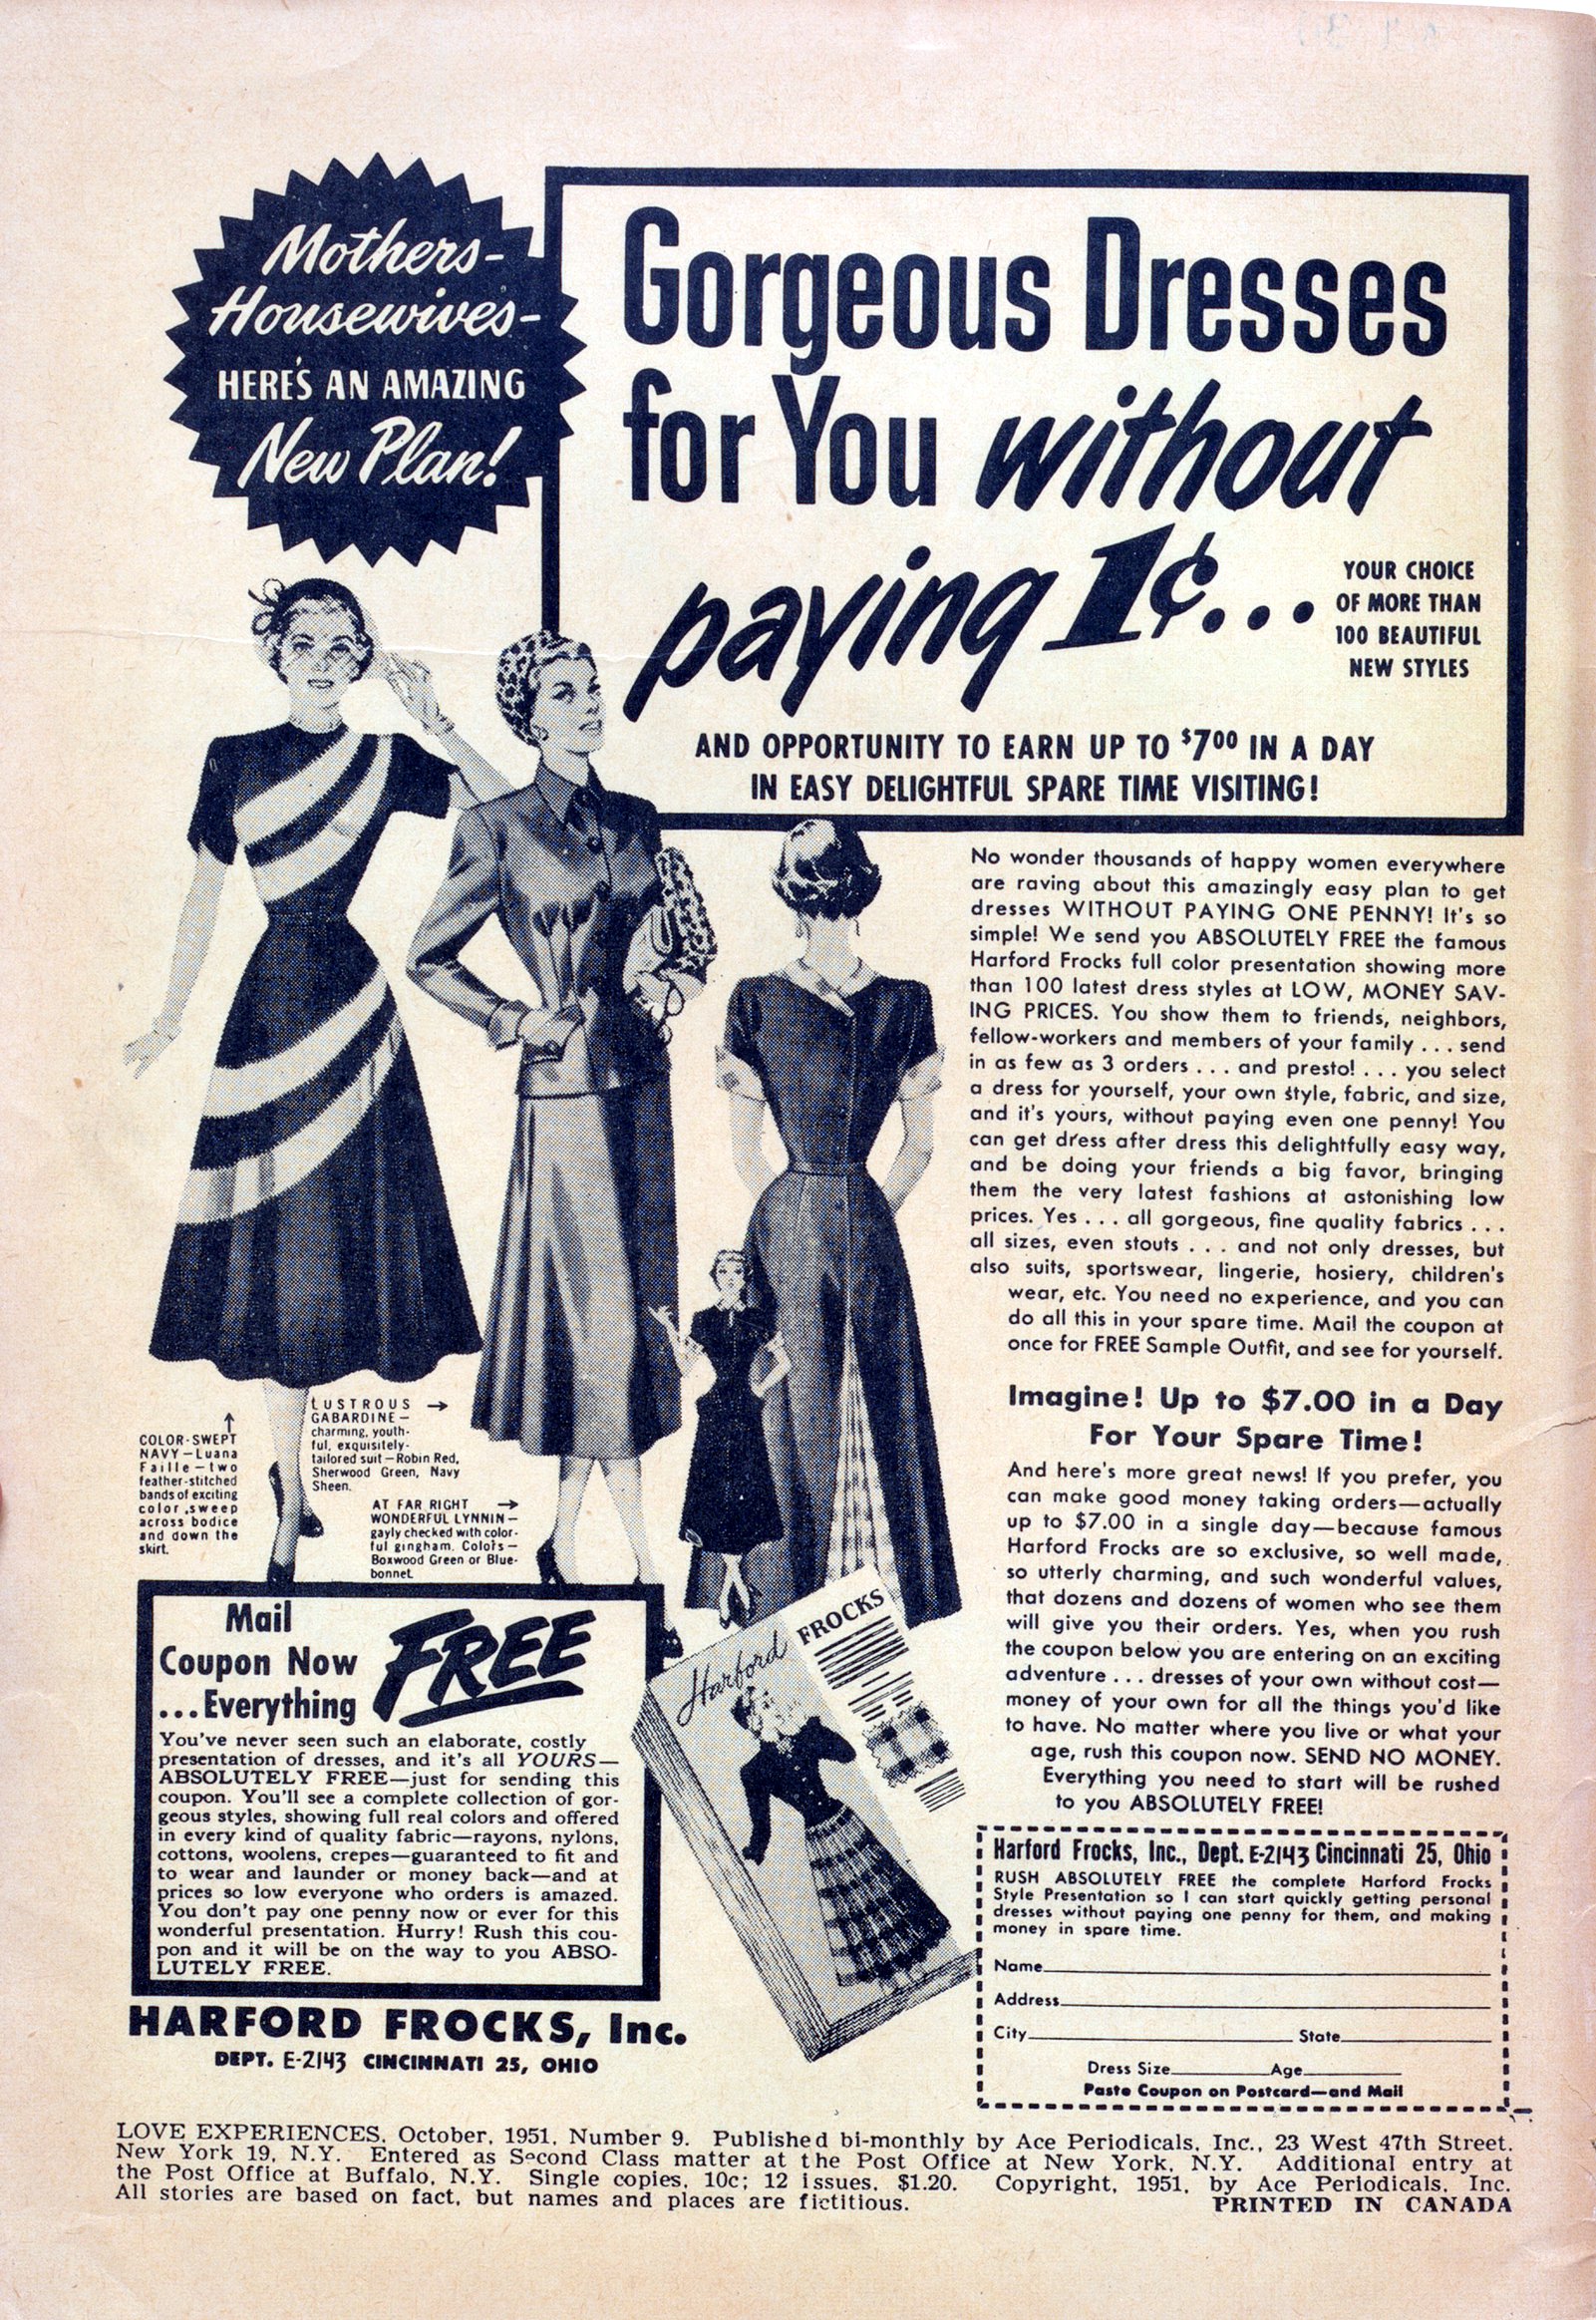 Mothers-
Housewives-
HERE'S AN AMAZING
New Plan!
Gorgeous Dresses
for You without
paying 1¢...
YOUR CHOICE
OF MORE THAN
100 BEAUTIFUL
NEW STYLES
AND OPPORTUNITY TO EARN UP TO $7.00 IN A DAY
IN EASY DELIGHTFUL SPARE TIME VISITING!
No wonder thousands of happy women everywhere
are raving about this amazingly easy plan to get
dresses WITHOUT PAYING ONE PENNY! It's so
simple! We send you ABSOLUTELY FREE the famous
Harford Frocks full color presentation showing more
than 100 latest dress styles at LOW, MONEY SAV-
ING PRICES. You show them to friends, neighbors,
fellow-workers and members of your family . . . send
in as few as 3 orders . . . and presto! . . . you select
a dress for yourself, your own style, fabric, and size,
and it's yours, without paying even one penny! You
can get dress after dress this delightfully easy way,
and be doing your friends a big favor, bringing
them the very latest fashions at astonishing low
prices. Yes . . . all gorgeous, fine quality fabrics . . .
all sizes, even stouts . . . and not only dresses, but
also suits, sportswear, lingerie, hosiery, children's
wear, etc. You need no experience, and you can
do all this in your spare time. Mail the coupon at
once for FREE Sample Outfit, and see for yourself.
Imagine! Up to $7.00 in a Day
For Your Spare Time!
And here's more great news! If you prefer, you
can make good money taking orders—actually
up to $7.00 in a single day—because famous
Harford Frocks are so exclusive, so well made,
so utterly charming, and such wonderful values,
that dozens and dozens of women who see them
will give you their orders. Yes, when you rush
the coupon below you are entering on an exciting
adventure . . . dresses of your own without cost—
money of your own for all the things you'd like
to have. No matter where you live or what your
age, rush this coupon now. SEND NO MONEY.
Everything you need to start will be rushed
to you ABSOLUTELY FREE!
COLOR-SWEPT
NAVY—Luana
Faille—two
feather-stitched
bands of exciting
color sweep
across bodice
and down the
skirt.
LUSTROUS →
GABARDINE—
charming, youth-
ful, exquisitely-
tailored suit—Robin Red,
Sherwood Green, Navy
Sheen.
AT FAR RIGHT →
WONDERFUL LYNNIN—
gayly checked with color-
ful gingham. Colors—
Boxwood Green or Blue-
bonnet.
Mail
Coupon Now
...Everything
FREE
You've never seen such an elaborate, costly
presentation of dresses, and it's all YOURS—
ABSOLUTELY FREE—just for sending this
coupon. You'll see a complete collection of gor-
geous styles, showing full real colors and offered
in every kind of quality fabric—rayons, nylons,
cottons, woolens, crepes—guaranteed to fit and
to wear and launder or money back—and at
prices so low everyone who orders is amazed.
You don't pay one penny now or ever for this
wonderful presentation. Hurry! Rush this cou-
pon and it will be on the way to you ABSO-
LUTELY FREE.
Harford FROCKS
HARFORD FROCKS, Inc.
DEPT. E-2143 CINCINNATI 25, OHIO
Harford Frocks, Inc., Dept. E-2143 Cincinnati 25, Ohio
RUSH ABSOLUTELY FREE the complete Harford Frocks
Style Presentation so I can start quickly getting personal
dresses without paying one penny for them, and making
money in spare time.
Name
Address
City State
Dress Size Age
Paste Coupon on Postcard—and Mail
LOVE EXPERIENCES, October, 1951, Number 9. Published bi-monthly by Ace Periodicals, Inc., 23 West 47th Street,
New York 19, N.Y. Entered as Second Class matter at the Post Office at New York, N.Y. Additional entry at
the Post Office at Buffalo, N.Y. Single copies, 10c; 12 issues, $1.20. Copyright, 1951, by Ace Periodicals, Inc.
All stories are based on fact, but names and places are fictitious. PRINTED IN CANADA